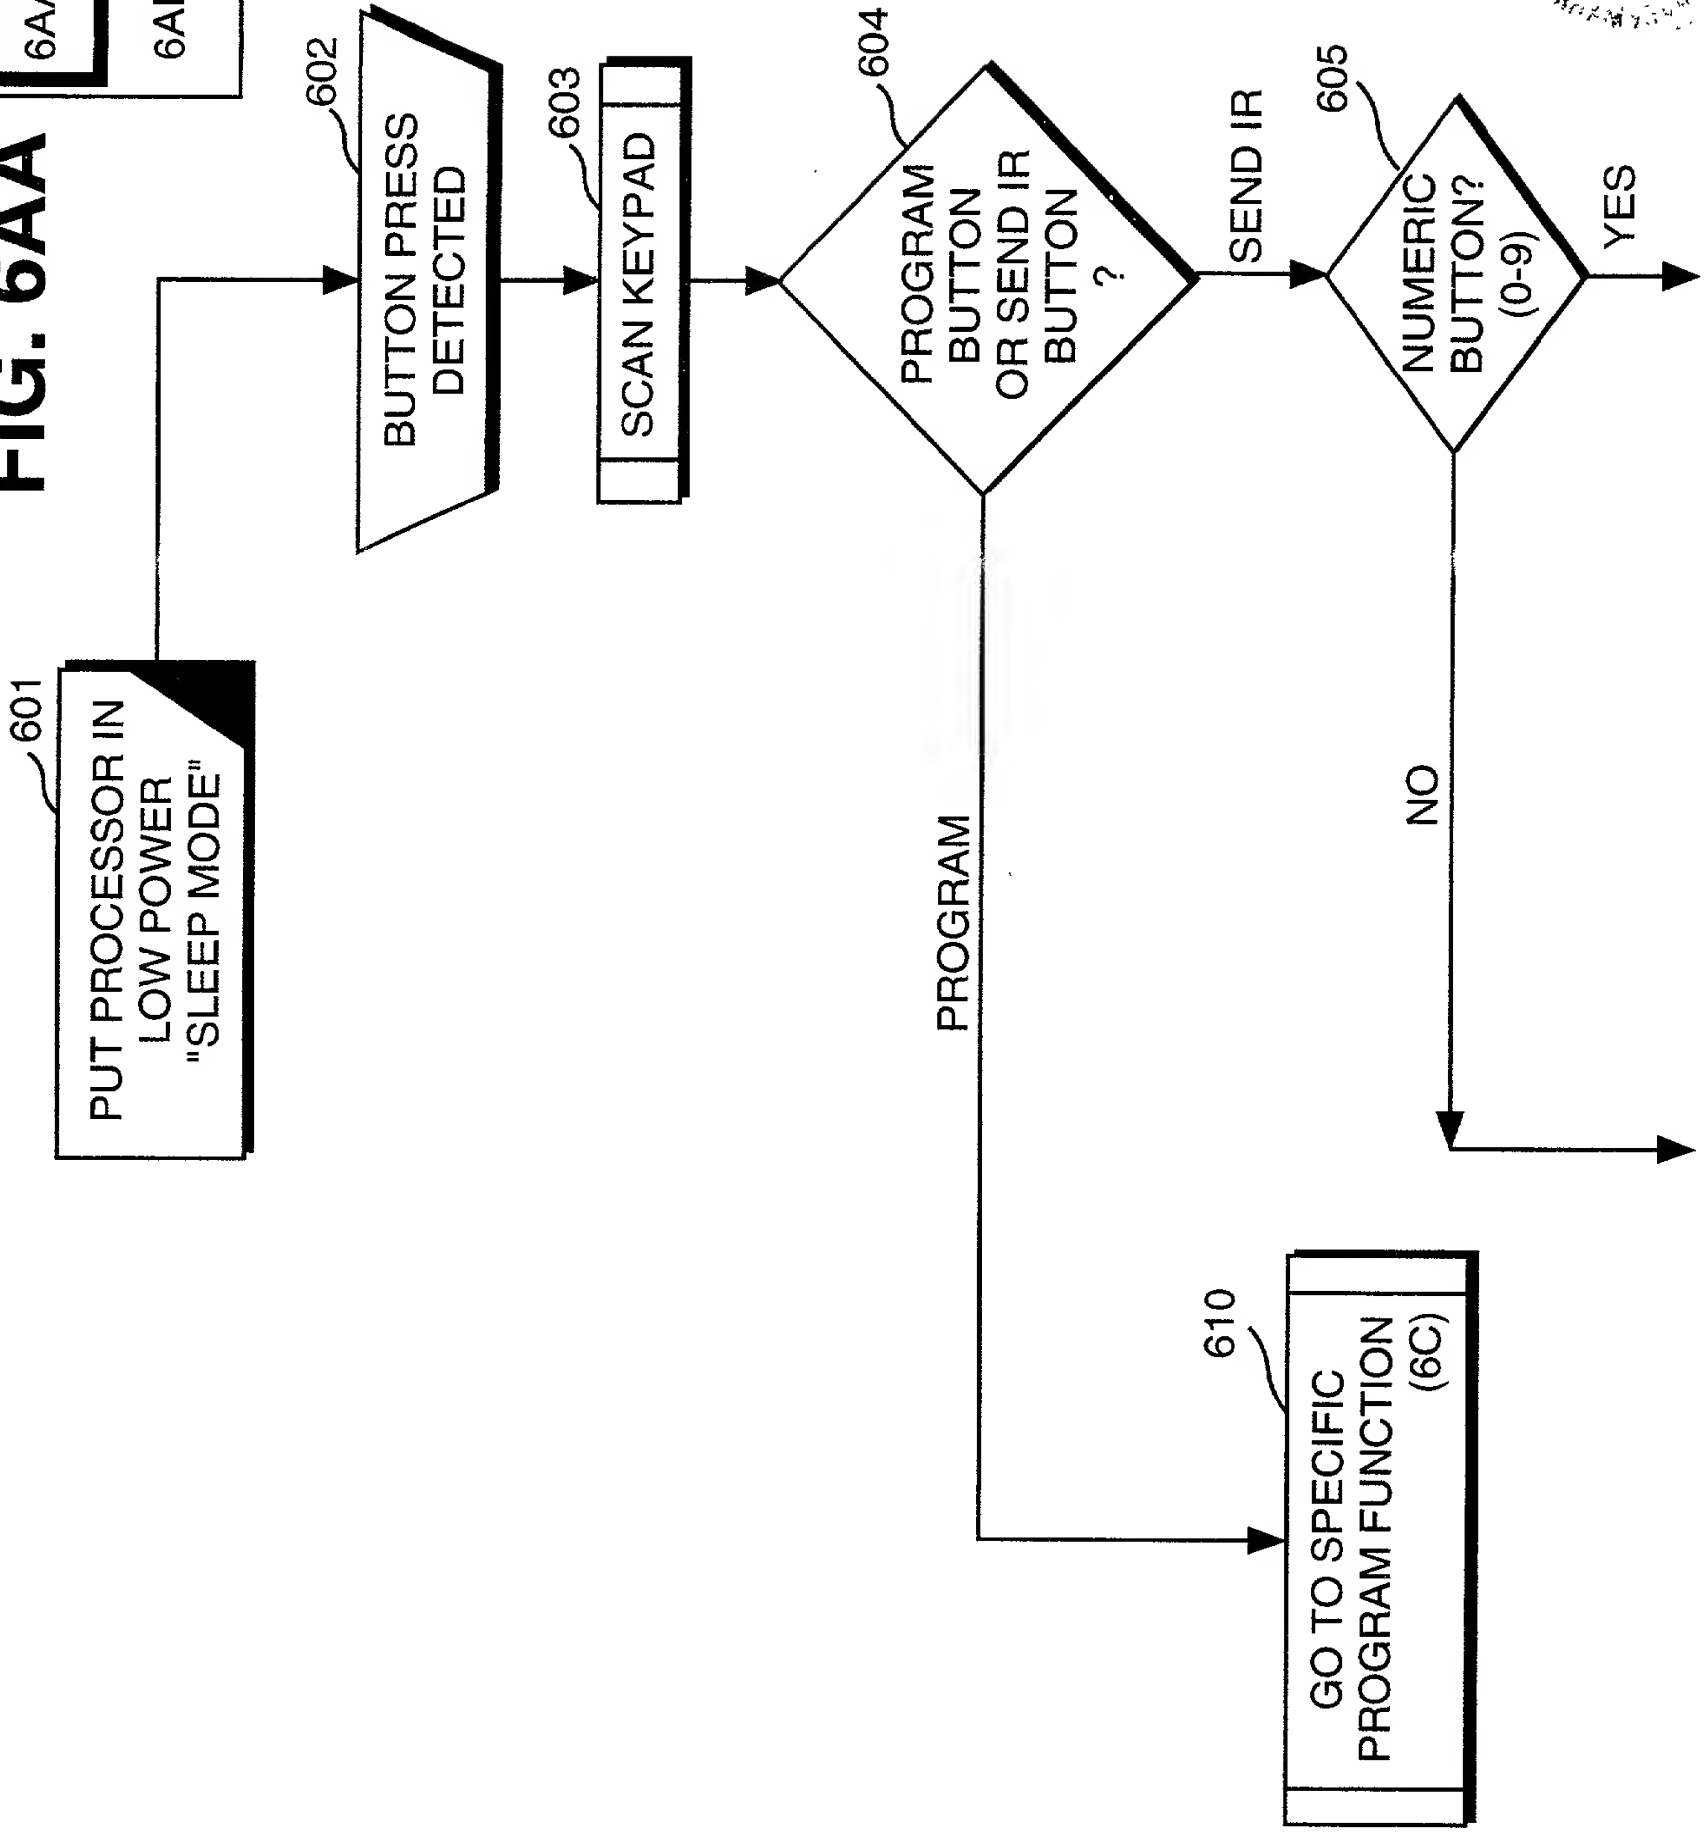 FIG. 6AA
601
PUT PROCESSOR IN
LOW POWER
"SLEEP MODE"
602
BUTTON PRESS
DETECTED
603
SCAN KEYPAD
604
PROGRAM
BUTTON
OR SEND IR
BUTTON
?
PROGRAM
SEND IR
605
NUMERIC
BUTTON?
(0-9)
NO
YES
610
GO TO SPECIFIC
PROGRAM FUNCTION
(6C)